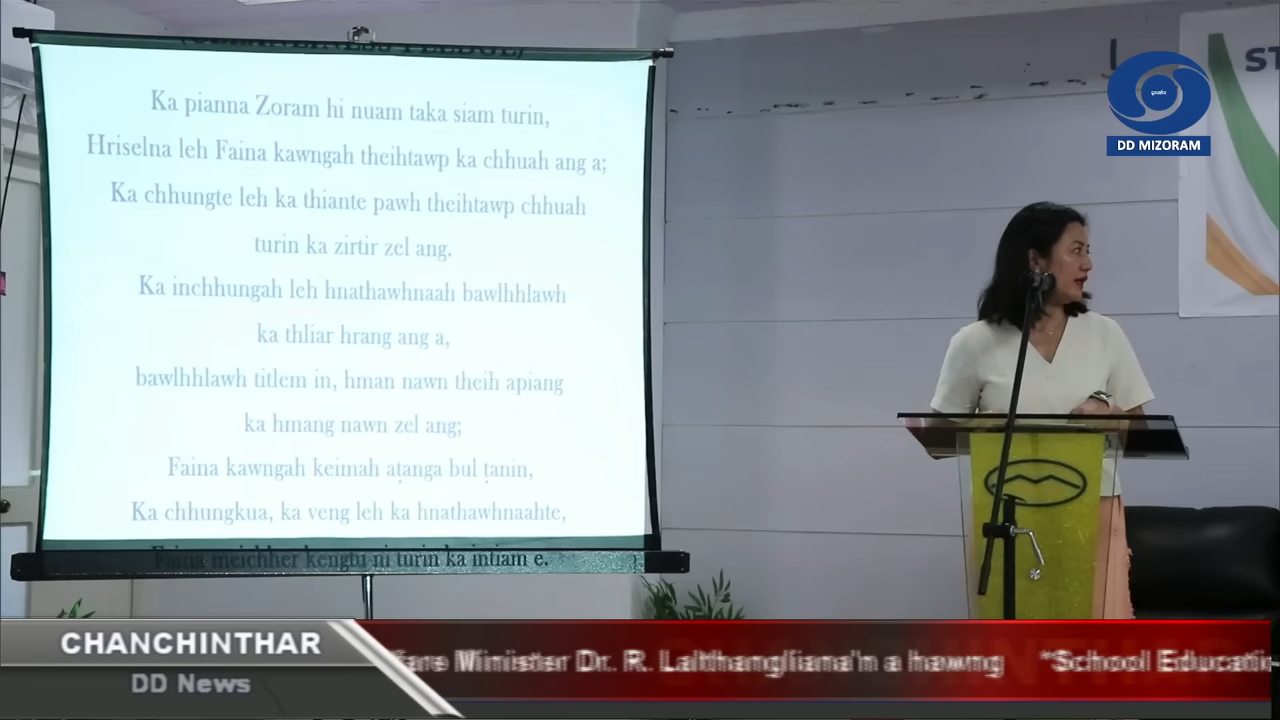 Ka pianna Zoram hi nuam taka siam turin,
Hriselna leh Faina kawngah theihtawp ka chhuah ang a;
Ka chhungte leh ka thiante pawh theihtawp chhuah
turin ka zirtir zel ang.
Ka inchhungah leh hnathawhnaah bawlhhlawh
ka thliar hrang ang a,
bawlhhlawh titlem in, hman nawn theih apiang
ka hmang nawn zel ang;
Faina kawngah keimah aṭanga bul ṭanin,
Ka chhungkua, ka veng leh ka hnathawhnaahte,
Faina meichher kengtu ni turin ka intiam e.
ST
DD MIZORAM
CHANCHINTHAR
DD News
fare Minister Dr. R. Lalthangliana'n a hawng *School Educatio